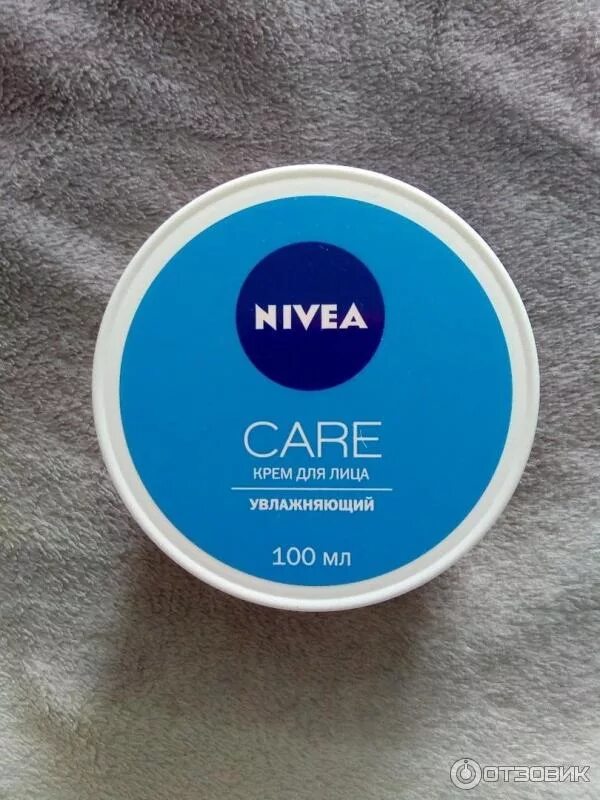 NIVEA
CARE
КРЕМ ДЛЯ ЛИЦА
УВЛАЖНЯЮЩИЙ
100 мл
ОТЗОВИК